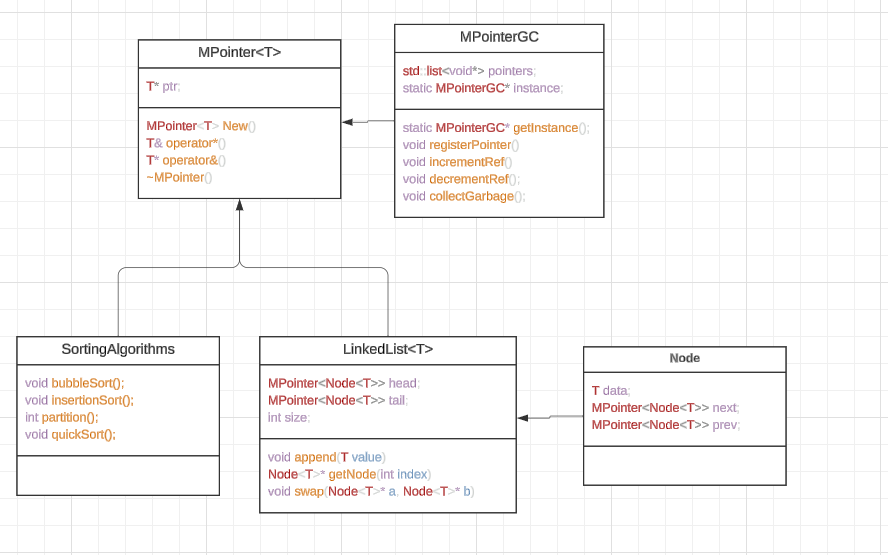 MPointer<T>
T* ptr;
MPointer<T> New()
T& operator*()
T* operator&()
~MPointer()
MPointerGC
std::list<void*> pointers;
static MPointerGC* instance;
static MPointerGC* getInstance();
void registerPointer()
void incrementRef()
void decrementRef();
void collectGarbage();
SortingAlgorithms
void bubbleSort();
void insertionSort();
int partition();
void quickSort();
LinkedList<T>
MPointer<Node<T>> head;
MPointer<Node<T>> tail;
int size;
void append(T value)
Node<T>* getNode(int index)
void swap(Node<T>* a, Node<T>* b)
Node
T data;
MPointer<Node<T>> next;
MPointer<Node<T>> prev;